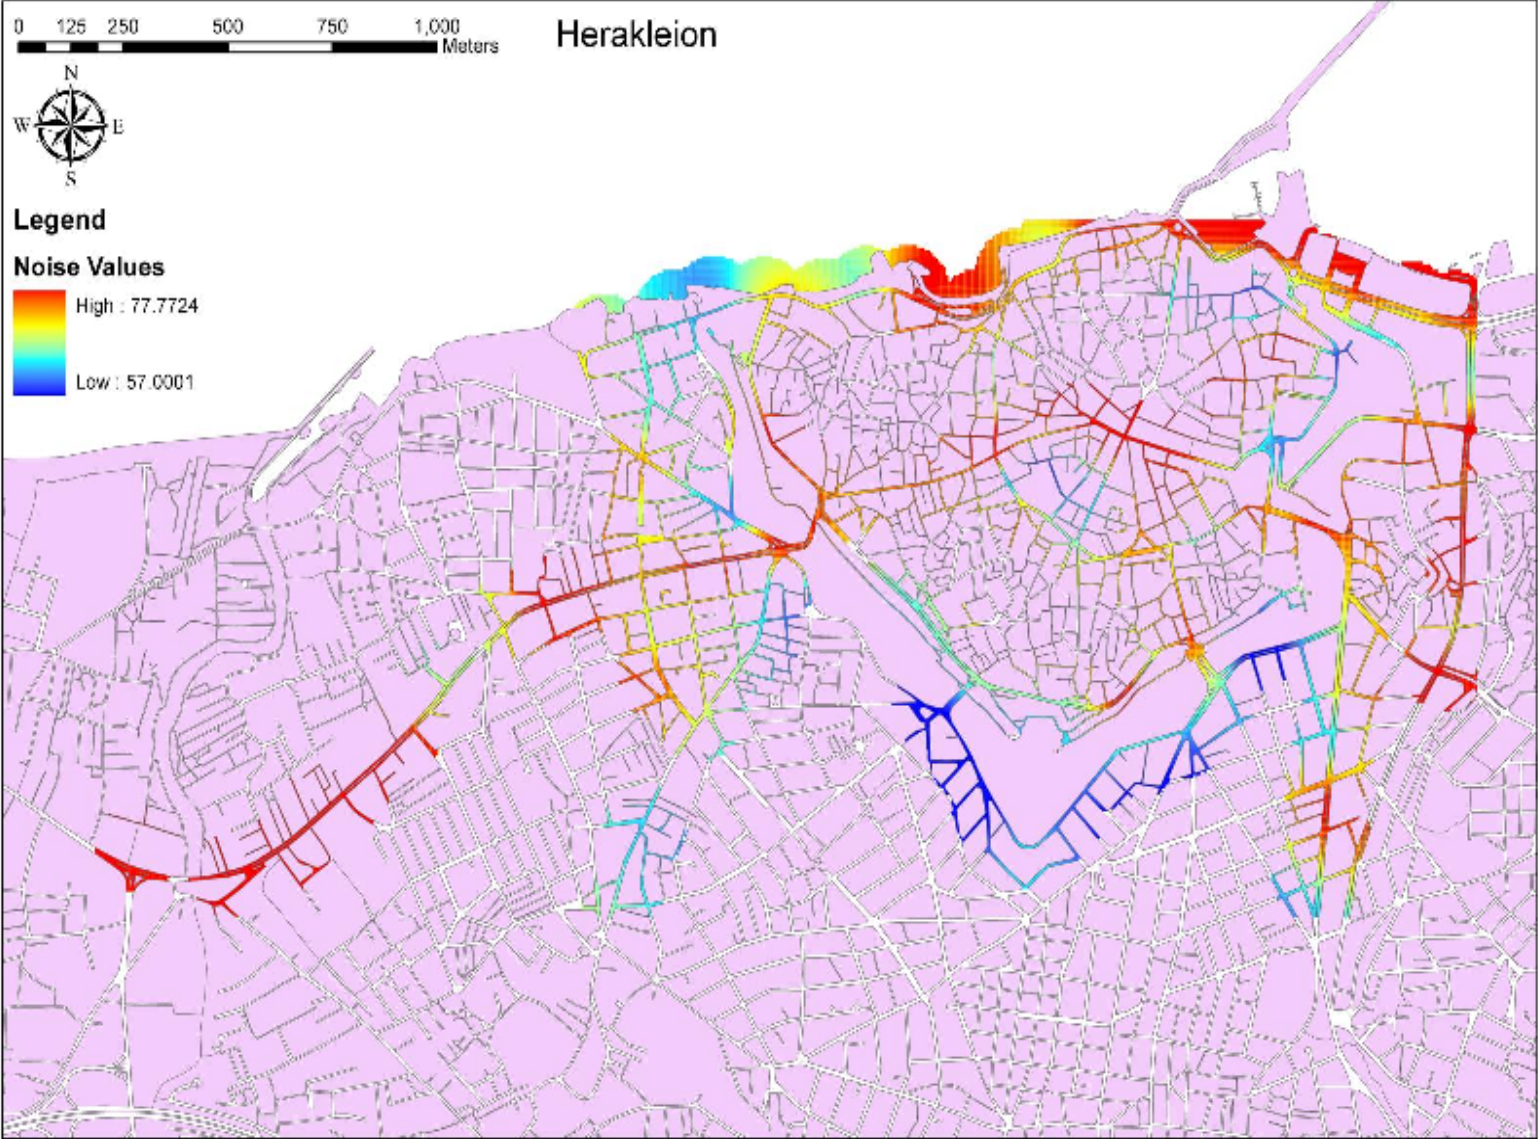 0 125 250 500 750 1,000
Meters
Herakleion
N
W E
S
Legend
Noise Values
High : 77.7724
Low : 57.0001